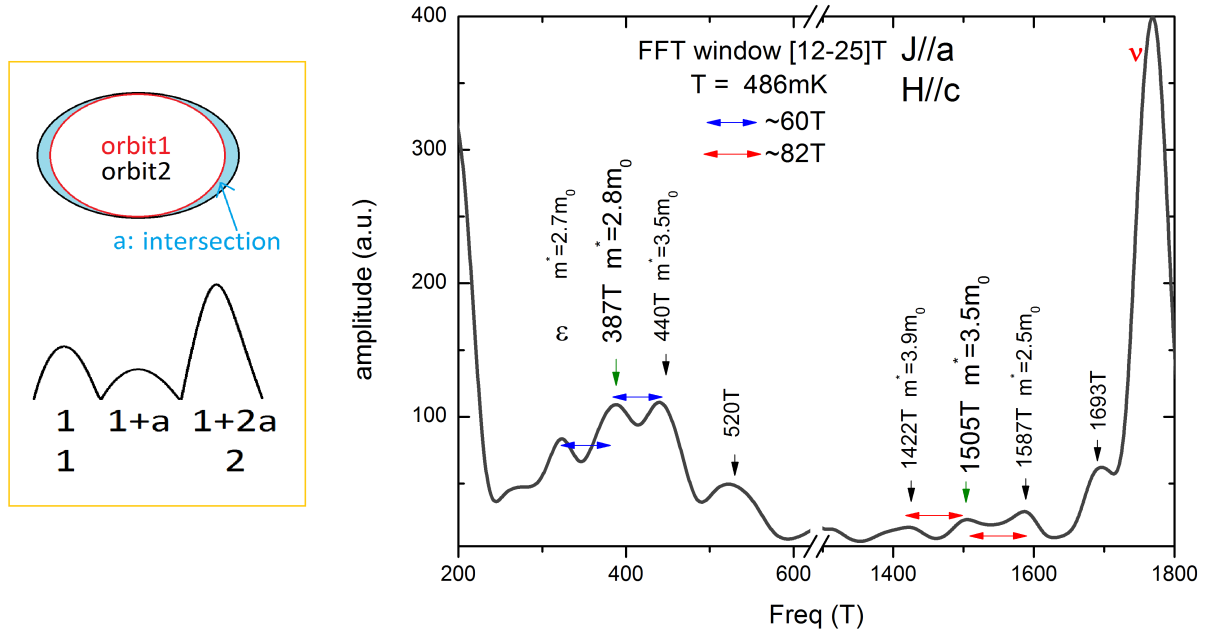 orbit1
orbit2
a: intersection
1 1+a 1+2a
1 2
FFT window [12-25]T J//a
T = 486mK H//c
~60T
~82T
ν
ε m*=2.7m0
387T m*=2.8m0
440T m*=3.5m0
520T
1422T m*=3.9m0
1505T m*=3.5m0
1587T m*=2.5m0
1693T
amplitude (a.u.)
400
300
200
100
200 400 600 1400 1600 1800
Freq (T)